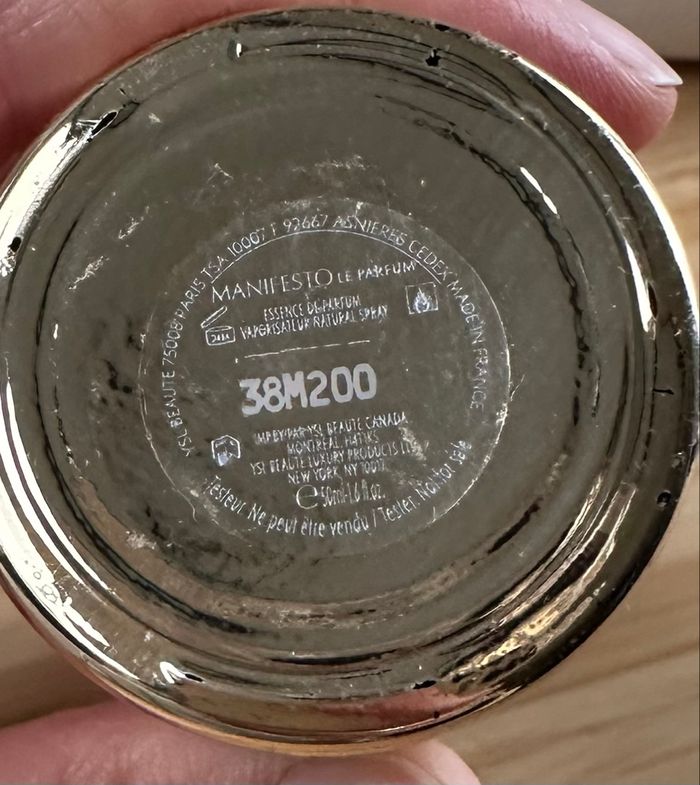 YSL BEAUTE 75008 PARIS TSA 10007 F 92667 ASNIERES CEDEX MADE IN FRANCE
MANIFESTO LE PARFUM
ESSENCE DE PARFUM
VAPORISATEUR NATURAL SPRAY
24M
38M200
IMP.BY/PAR YSL BEAUTE CANADA
MONTREAL
YSL BEAUTE LUXURY PRODUCTS
NEW YORK, NY 10017
50ml-1.6 fl.oz.
Testeur. Ne peut être vendu / Tester. Not for sale